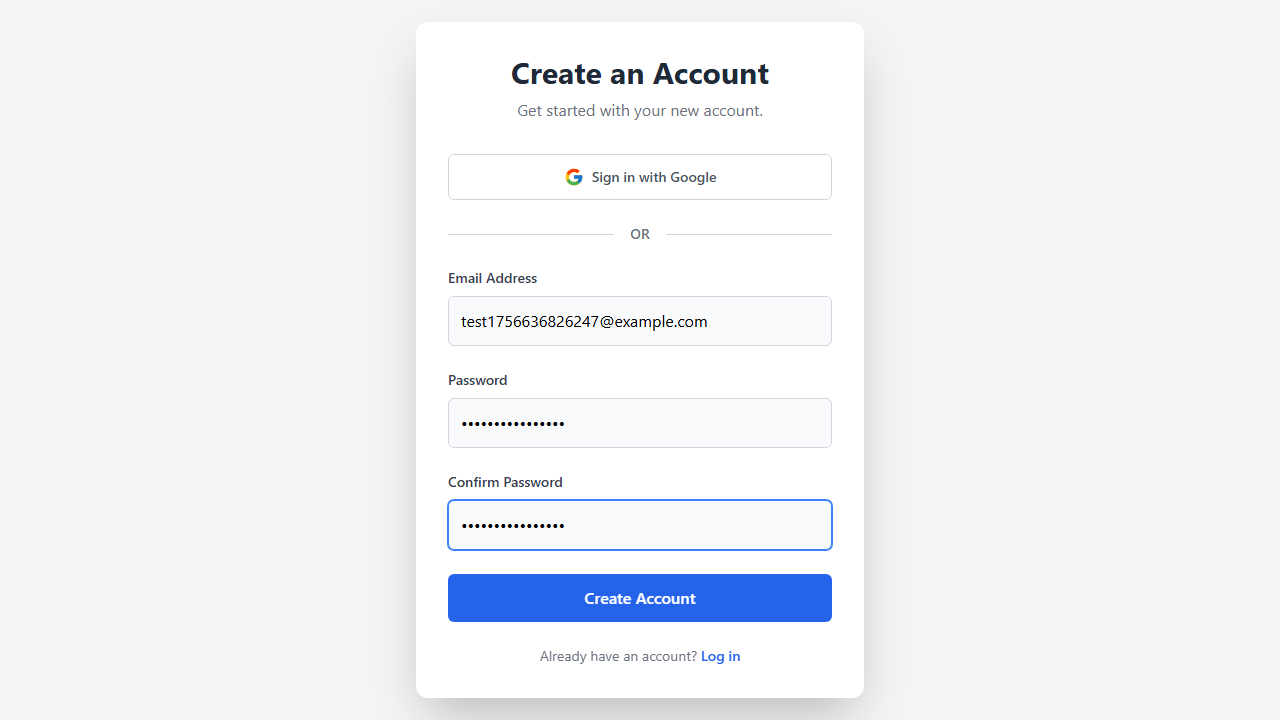 Create an Account
Get started with your new account.
Sign in with Google
OR
Email Address
test1756636826247@example.com
Password
••••••••••••••••
Confirm Password
••••••••••••••••
Create Account
Already have an account? Log in